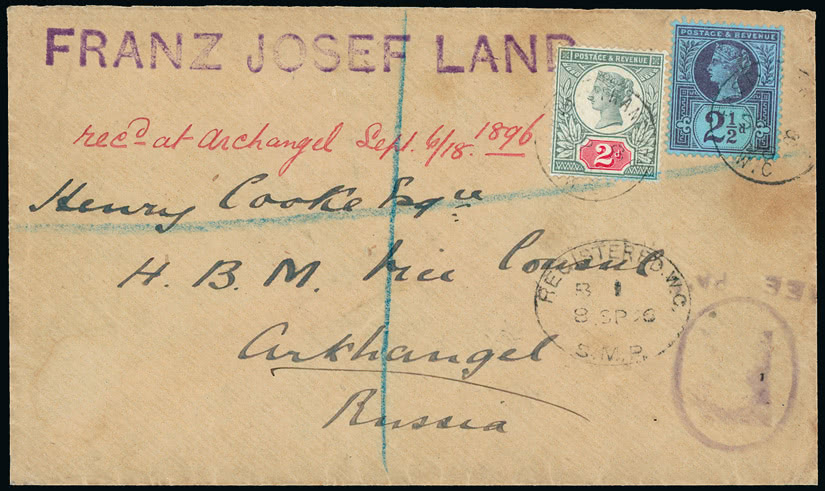 FRANZ JOSEF LAND
POSTAGE & REVENUE
2d
POSTAGE & REVENUE
2½d
W.C
recd at Archangel Sept. 6/18. 1896
Henry Cooke Esqre
H. B. M. Vice Consul
Arkhangel
Russia
REGISTERED.W.C.
B 1
8 SP 96
S.M.P.